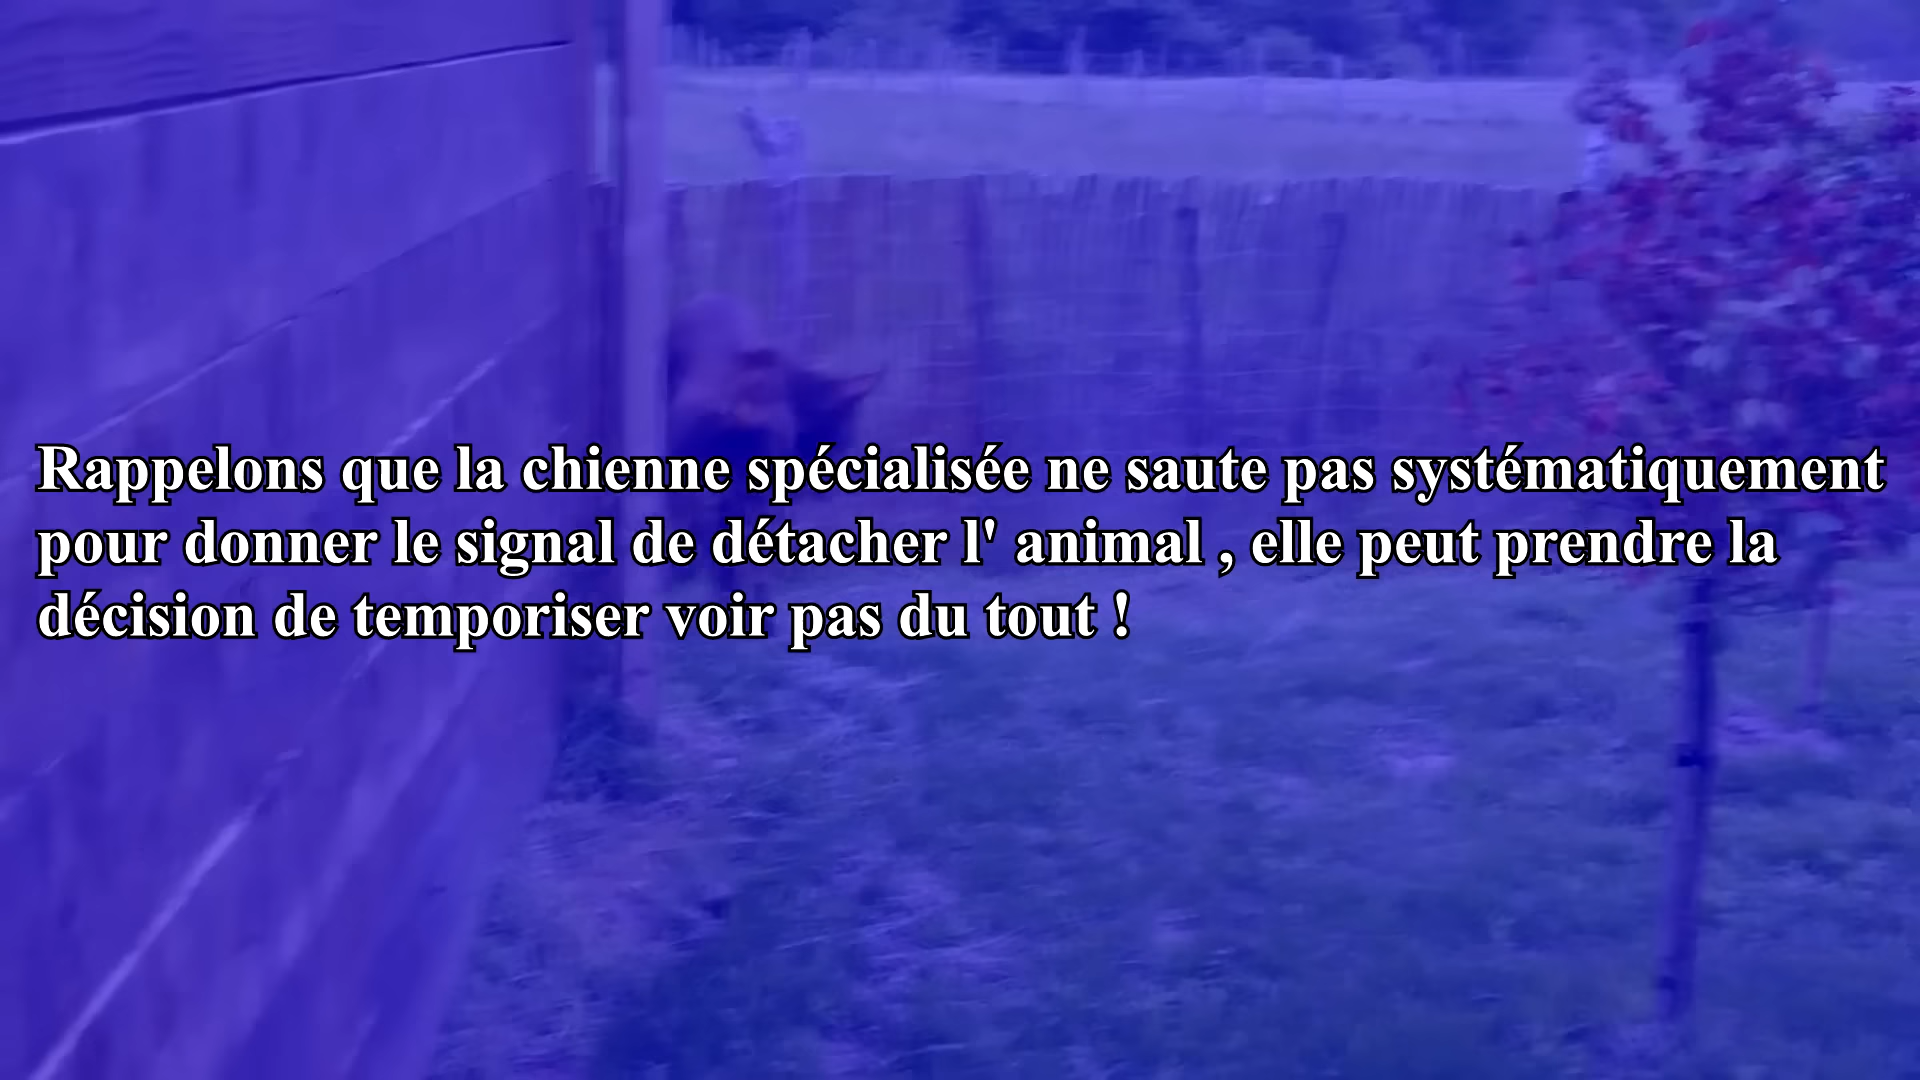 Rappelons que la chienne spécialisée ne saute pas systématiquement
pour donner le signal de détacher l' animal , elle peut prendre la
décision de temporiser voir pas du tout !